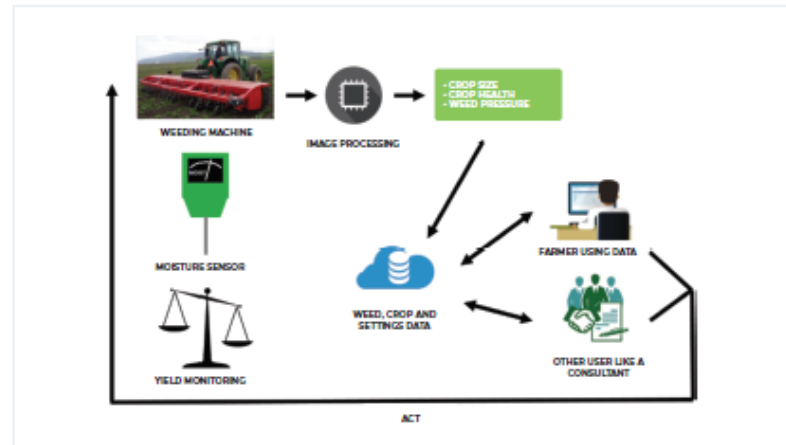 WEEDING MACHINE
IMAGE PROCESSING
- CROP SIZE
- CROP HEALTH
- WEED PRESSURE
MOIST
MOISTURE SENSOR
YIELD MONITORING
WEED, CROP AND
SETTINGS DATA
FARMER USING DATA
OTHER USER LIKE A
CONSULTANT
ACT